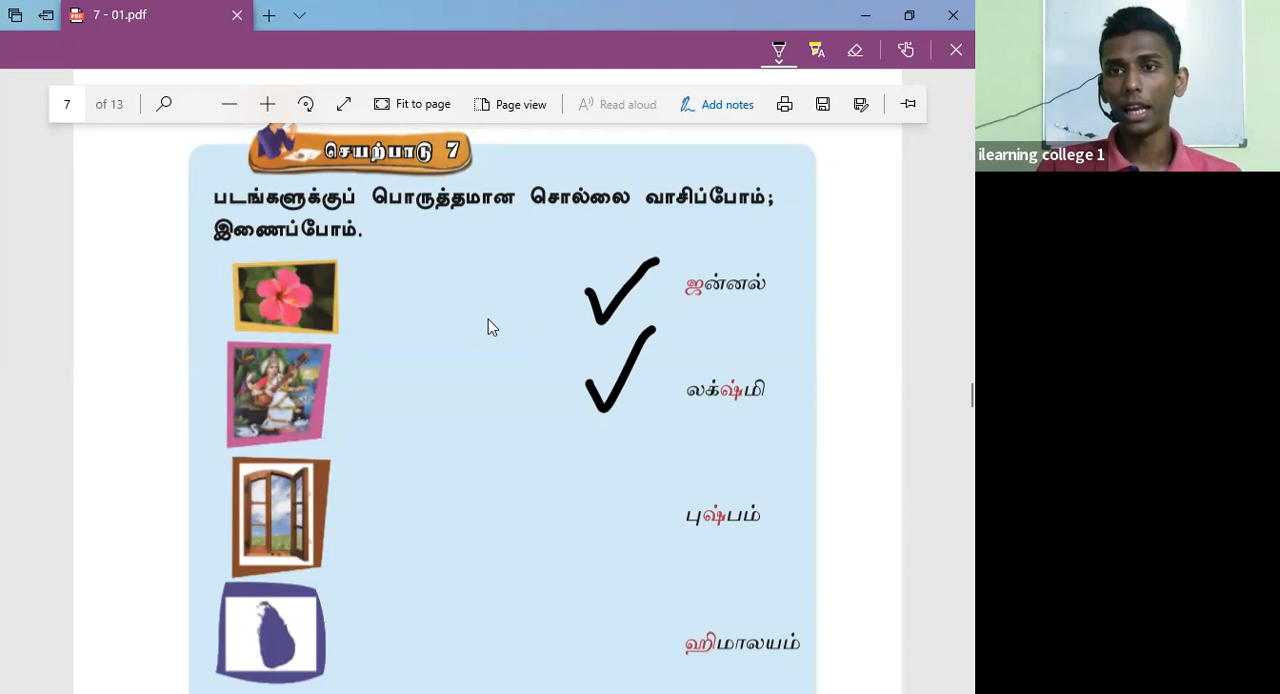 7 - 01.pdf
7 of 13
Fit to page
Page view
Read aloud
Add notes
ilearning college 1
செயற்பாடு 7
படங்களுக்குப் பொருத்தமான சொல்லை வாசிப்போம்;
இணைப்போம்.
ஜன்னல்
லக்ஷ்மி
புஷ்பம்
ஹிமாலயம்